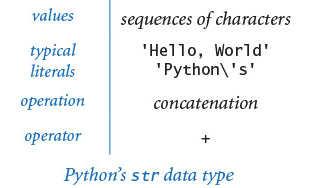 values sequences of characters
typical 'Hello, World'
literals 'Python\'s'
operation concatenation
operator +
Python's str data type